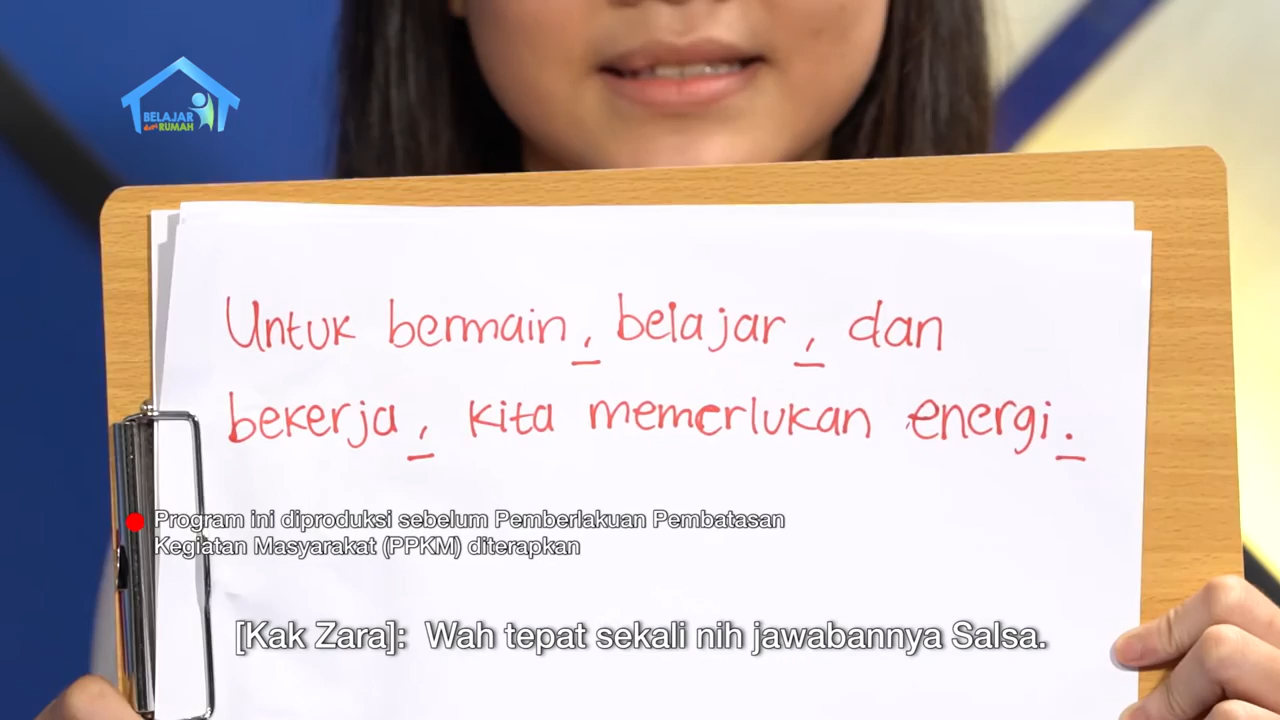 BELAJAR
dari RUMAH
Untuk bermain, belajar, dan
bekerja, kita memerlukan energi.
Program ini diproduksi sebelum Pemberlakuan Pembatasan
Kegiatan Masyarakat (PPKM) diterapkan
[Kak Zara]: Wah tepat sekali nih jawabannya Salsa.